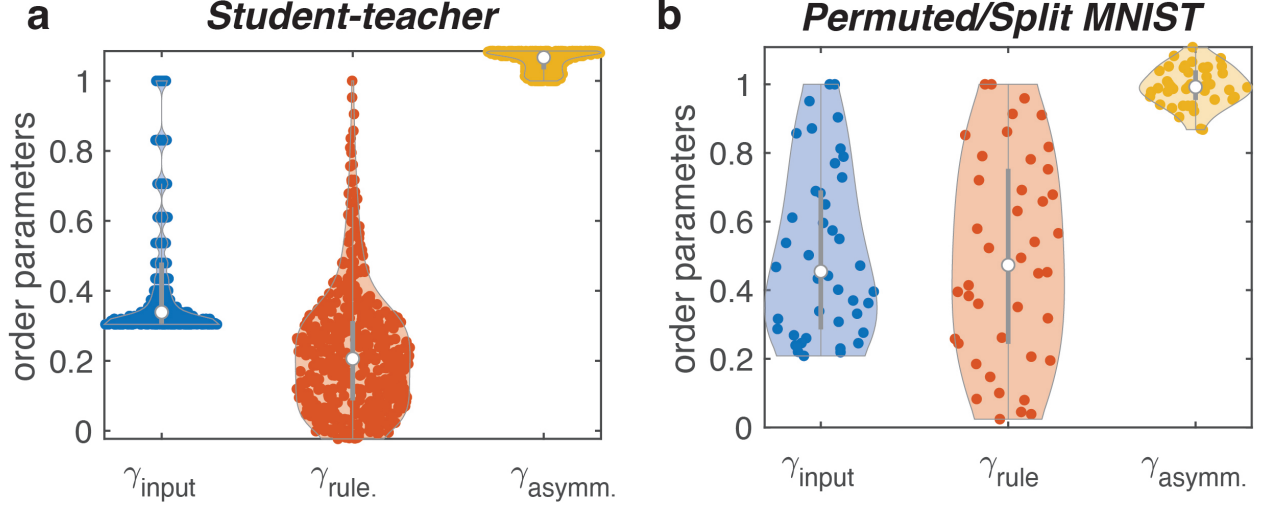 a
Student-teacher
order parameters
1
0.8
0.6
0.4
0.2
0
γinput
γrule.
γasymm.
b
Permuted/Split MNIST
order parameters
1
0.8
0.6
0.4
0.2
0
γinput
γrule
γasymm.